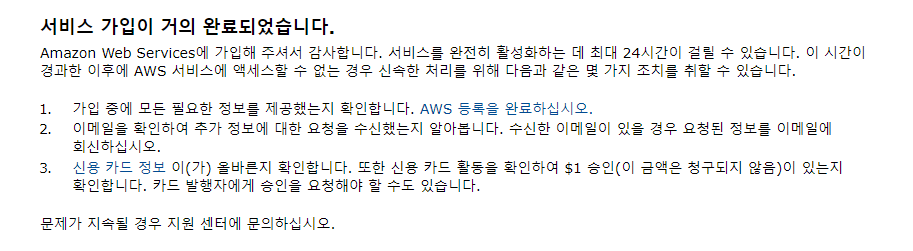 서비스 가입이 거의 완료되었습니다.
Amazon Web Services에 가입해 주셔서 감사합니다. 서비스를 완전히 활성화하는 데 최대 24시간이 걸릴 수 있습니다. 이 시간이
경과한 이후에 AWS 서비스에 액세스할 수 없는 경우 신속한 처리를 위해 다음과 같은 몇 가지 조치를 취할 수 있습니다.
1. 가입 중에 모든 필요한 정보를 제공했는지 확인합니다. AWS 등록을 완료하십시오.
2. 이메일을 확인하여 추가 정보에 대한 요청을 수신했는지 알아봅니다. 수신한 이메일이 있을 경우 요청된 정보를 이메일에
회신하십시오.
3. 신용 카드 정보 이(가) 올바른지 확인합니다. 또한 신용 카드 활동을 확인하여 $1 승인(이 금액은 청구되지 않음)이 있는지
확인합니다. 카드 발행자에게 승인을 요청해야 할 수도 있습니다.
문제가 지속될 경우 지원 센터에 문의하십시오.